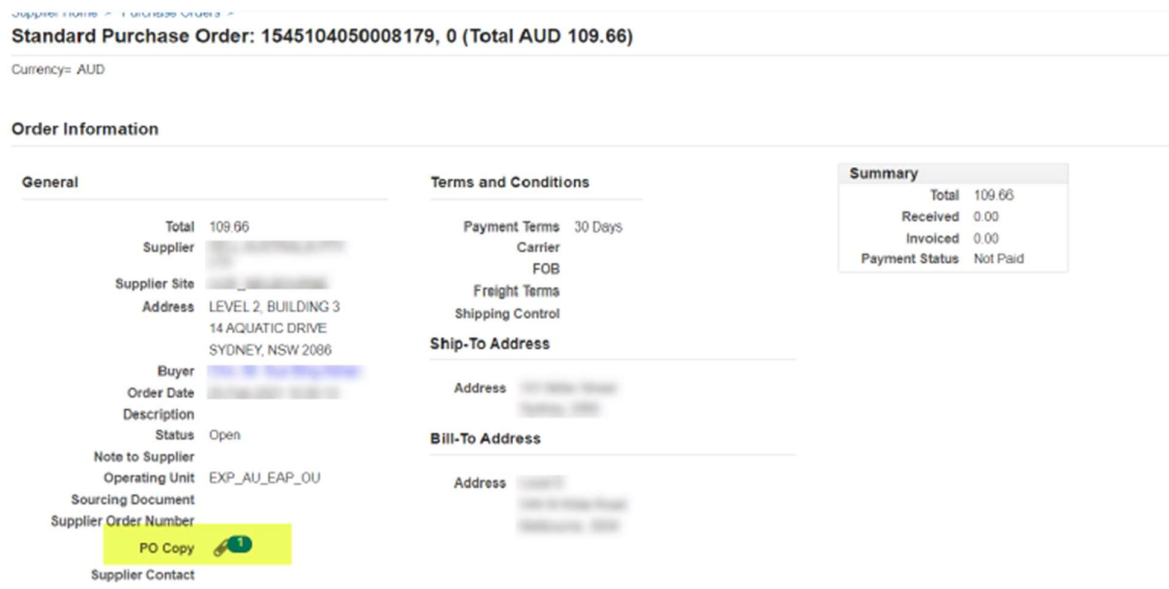 Supplier Home > Purchase Orders >
Standard Purchase Order: 1545104050008179, 0 (Total AUD 109.66)
Currency= AUD
Order Information
General
Total 109.66
Supplier
Supplier Site
Address LEVEL 2, BUILDING 3
14 AQUATIC DRIVE
SYDNEY, NSW 2086
Buyer
Order Date
Description
Status Open
Note to Supplier
Operating Unit EXP_AU_EAP_OU
Sourcing Document
Supplier Order Number
PO Copy 1
Supplier Contact
Terms and Conditions
Payment Terms 30 Days
Carrier
FOB
Freight Terms
Shipping Control
Ship-To Address
Address
Bill-To Address
Address
Summary
Total 109.66
Received 0.00
Invoiced 0.00
Payment Status Not Paid